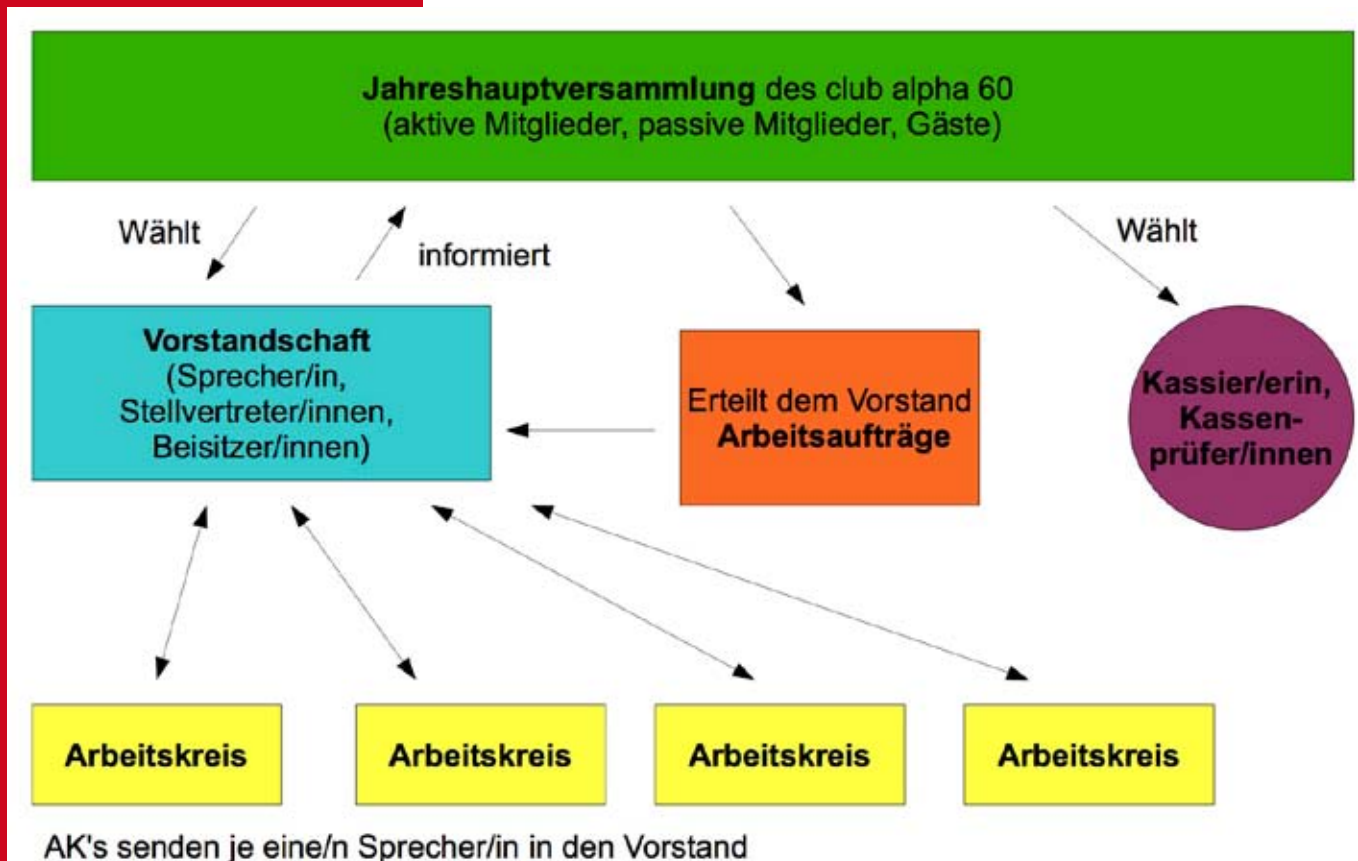 Jahreshauptversammlung des club alpha 60
(aktive Mitglieder, passive Mitglieder, Gäste)
Wählt
informiert
Wählt
Vorstandschaft
(Sprecher/in,
Stellvertreter/innen,
Beisitzer/innen)
Erteilt dem Vorstand
Arbeitsaufträge
Kassier/erin,
Kassen-
prüfer/innen
Arbeitskreis
Arbeitskreis
Arbeitskreis
Arbeitskreis
AK's senden je eine/n Sprecher/in in den Vorstand